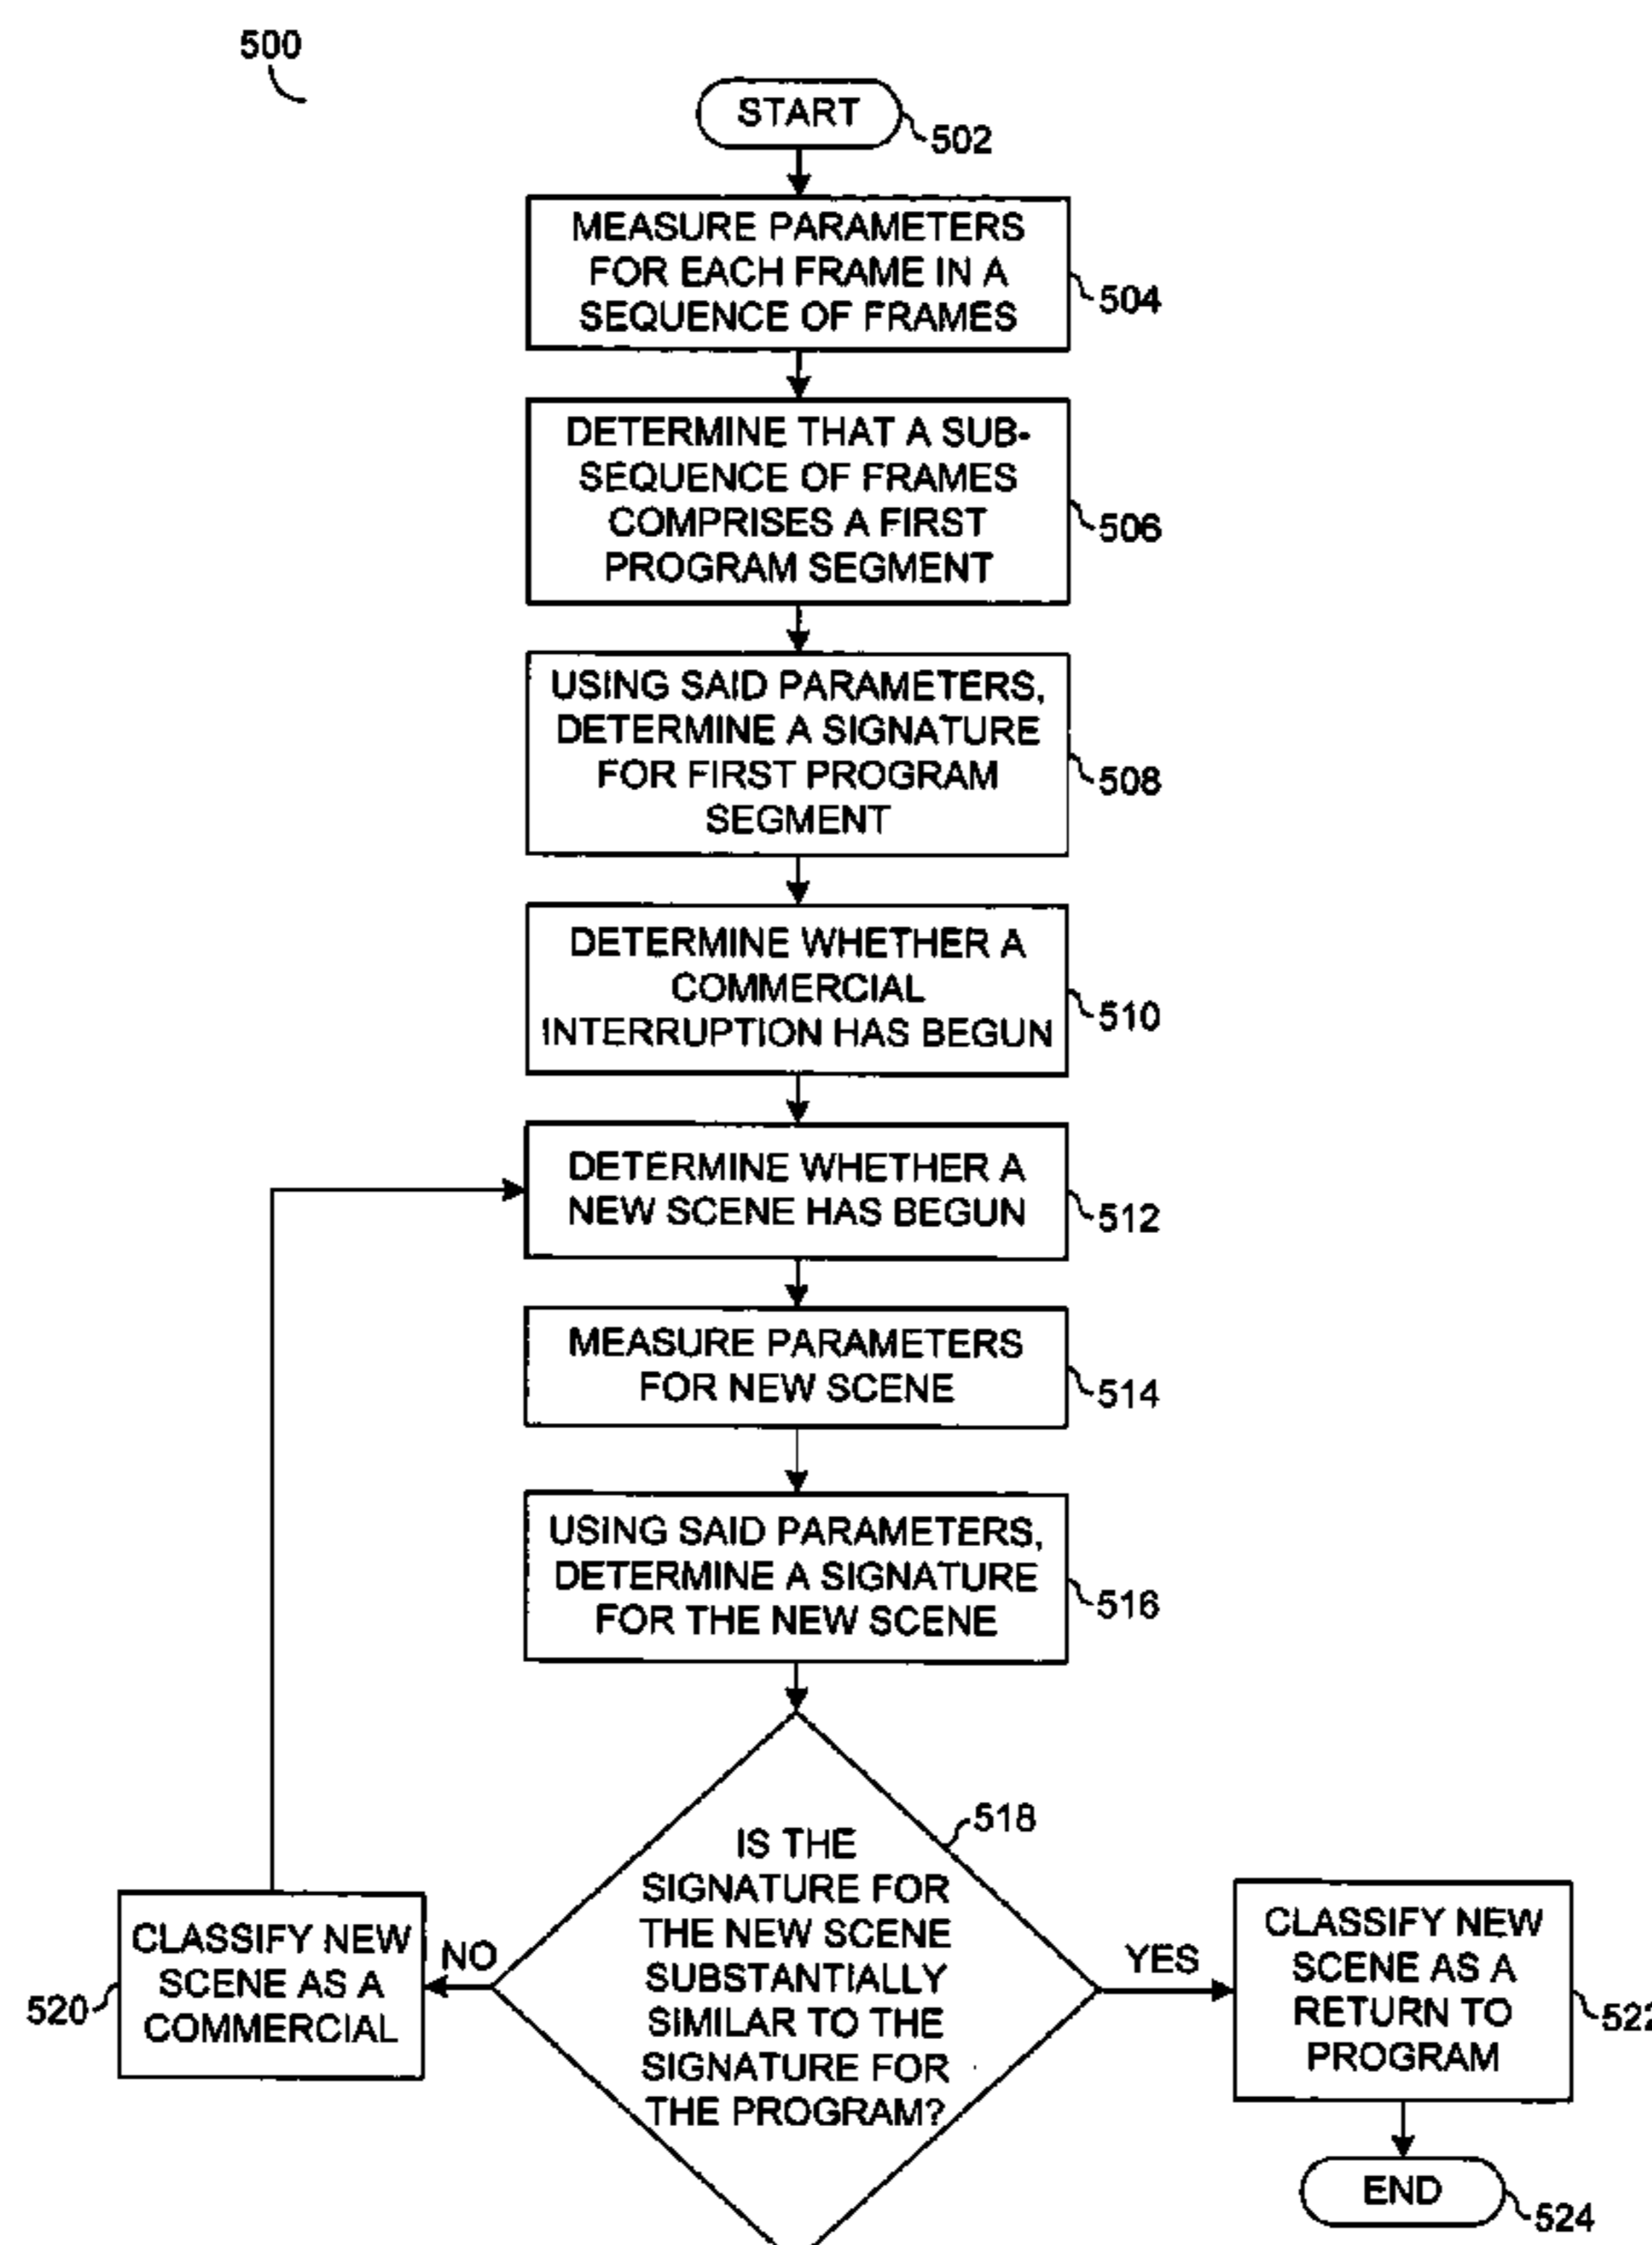 500
START
502
MEASURE PARAMETERS
FOR EACH FRAME IN A
SEQUENCE OF FRAMES
504
DETERMINE THAT A SUB-
SEQUENCE OF FRAMES
COMPRISES A FIRST
PROGRAM SEGMENT
506
USING SAID PARAMETERS,
DETERMINE A SIGNATURE
FOR FIRST PROGRAM
SEGMENT
508
DETERMINE WHETHER A
COMMERCIAL
INTERRUPTION HAS BEGUN
510
DETERMINE WHETHER A
NEW SCENE HAS BEGUN
512
MEASURE PARAMETERS
FOR NEW SCENE
514
USING SAID PARAMETERS,
DETERMINE A SIGNATURE
FOR THE NEW SCENE
516
IS THE
SIGNATURE FOR
THE NEW SCENE
SUBSTANTIALLY
SIMILAR TO THE
SIGNATURE FOR
THE PROGRAM?
518
NO
CLASSIFY NEW
SCENE AS A
COMMERCIAL
520
YES
CLASSIFY NEW
SCENE AS A
RETURN TO
PROGRAM
522
END
524